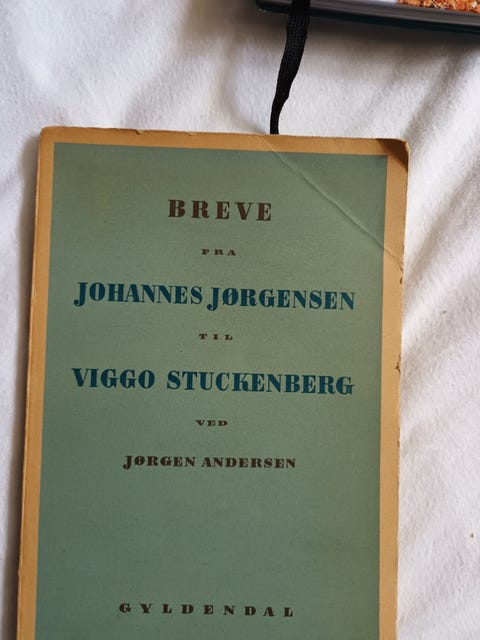 BREVE
FRA
JOHANNES JØRGENSEN
TIL
VIGGO STUCKENBERG
VED
JØRGEN ANDERSEN
GYLDENDAL